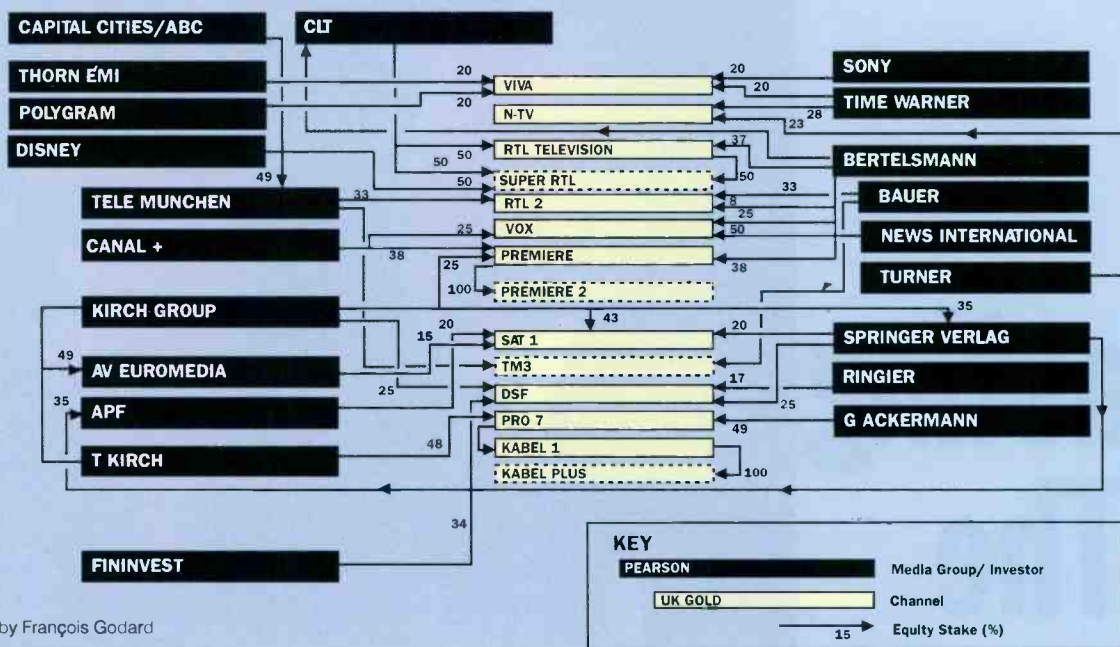 CAPITAL CITIES/ABC
CLT
THORN EMI
POLYGRAM
DISNEY
49
TELE MUNCHEN
CANAL +
KIRCH GROUP
49
AV EUROMEDIA
35
APF
T KIRCH
FININVEST
20
VIVA
20
N-TV
50
RTL TELEVISION
50
SUPER RTL
50
33
RTL 2
25
VOX
38
PREMIERE
25
100
PREMIERE 2
43
20
15
SAT 1
TM3
25
DSF
PRO 7
48
KABEL 1
KABEL PLUS
100
34
20
20
28
23
37
50
33
8
25
50
38
35
20
17
25
49
SONY
TIME WARNER
BERTELSMANN
BAUER
NEWS INTERNATIONAL
TURNER
SPRINGER VERLAG
RINGIER
G ACKERMANN
KEY
PEARSON Media Group/ Investor
UK GOLD Channel
15 Equity Stake (%)
by François Godard